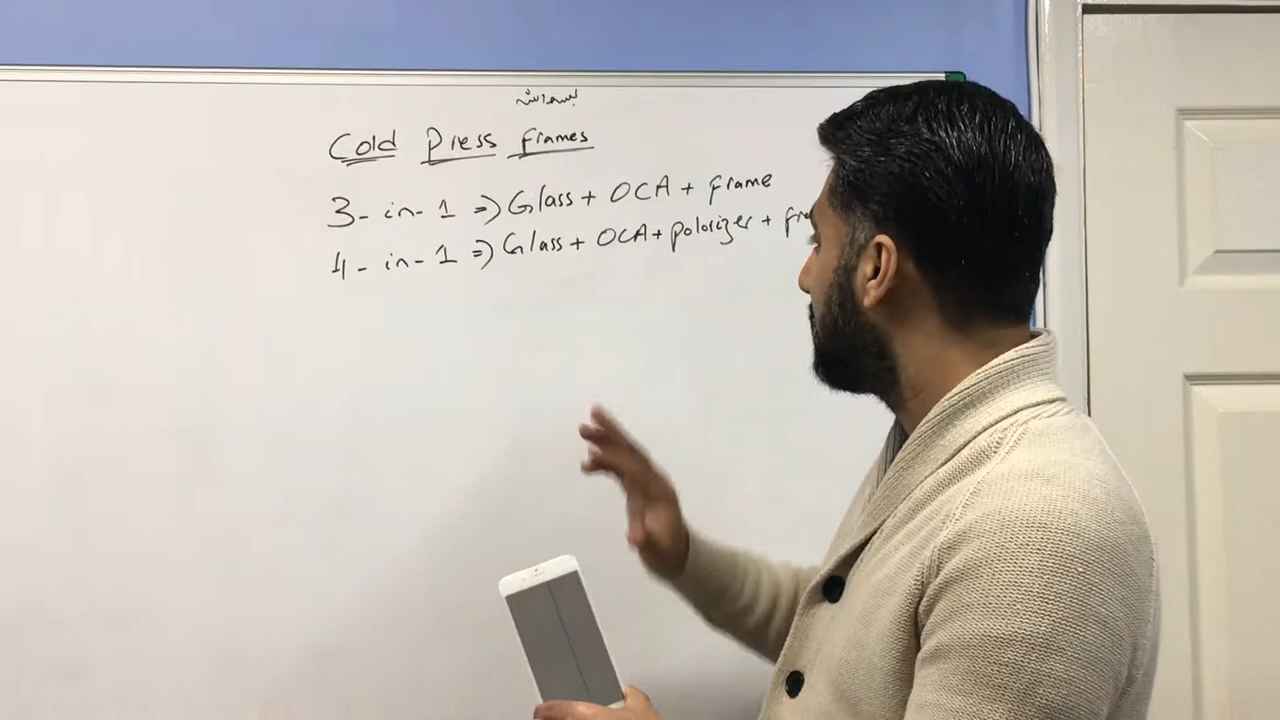 بسم الله
Cold Press frames
3-in-1 => Glass + OCA + frame
4-in-1 => Glass + OCA + polorizer + fra